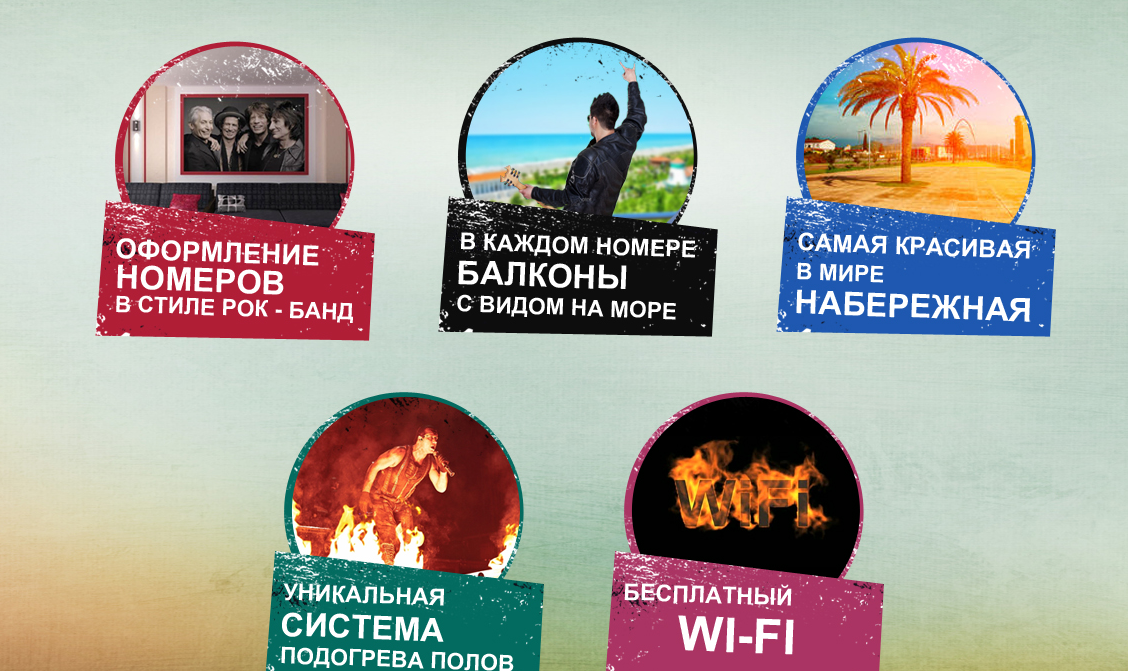 ОФОРМЛЕНИЕ
НОМЕРОВ
В СТИЛЕ РОК - БАНД
В КАЖДОМ НОМЕРЕ
БАЛКОНЫ
С ВИДОМ НА МОРЕ
САМАЯ КРАСИВАЯ
В МИРЕ
НАБЕРЕЖНАЯ
УНИКАЛЬНАЯ
СИСТЕМА
ПОДОГРЕВА ПОЛОВ
WiFi
БЕСПЛАТНЫЙ
WI-FI